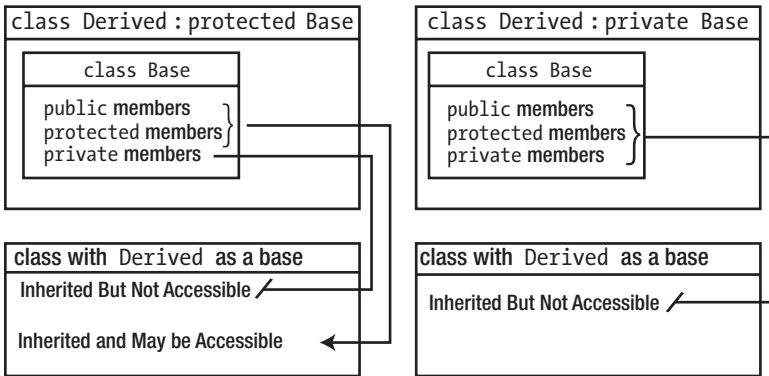 class Derived : protected Base
class Base
public members
protected members
private members
class with Derived as a base
Inherited But Not Accessible
Inherited and May be Accessible
class Derived : private Base
class Base
public members
protected members
private members
class with Derived as a base
Inherited But Not Accessible